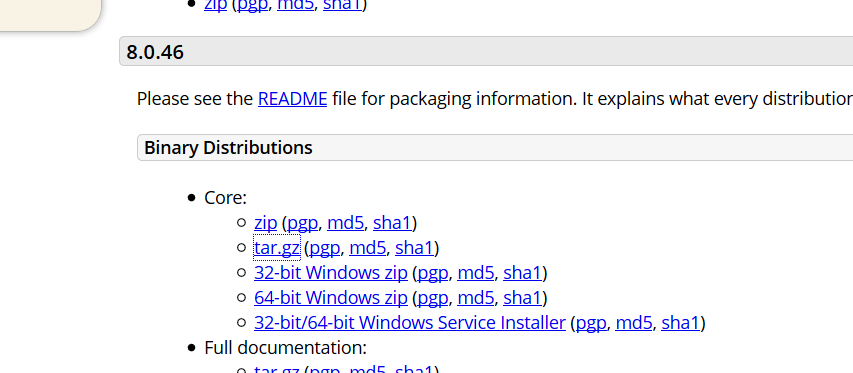 zip (pgp, md5, sha1)
8.0.46
Please see the README file for packaging information. It explains what every distribution
Binary Distributions
Core:
zip (pgp, md5, sha1)
tar.gz (pgp, md5, sha1)
32-bit Windows zip (pgp, md5, sha1)
64-bit Windows zip (pgp, md5, sha1)
32-bit/64-bit Windows Service Installer (pgp, md5, sha1)
Full documentation:
tar.gz (pgp, md5, sha1)